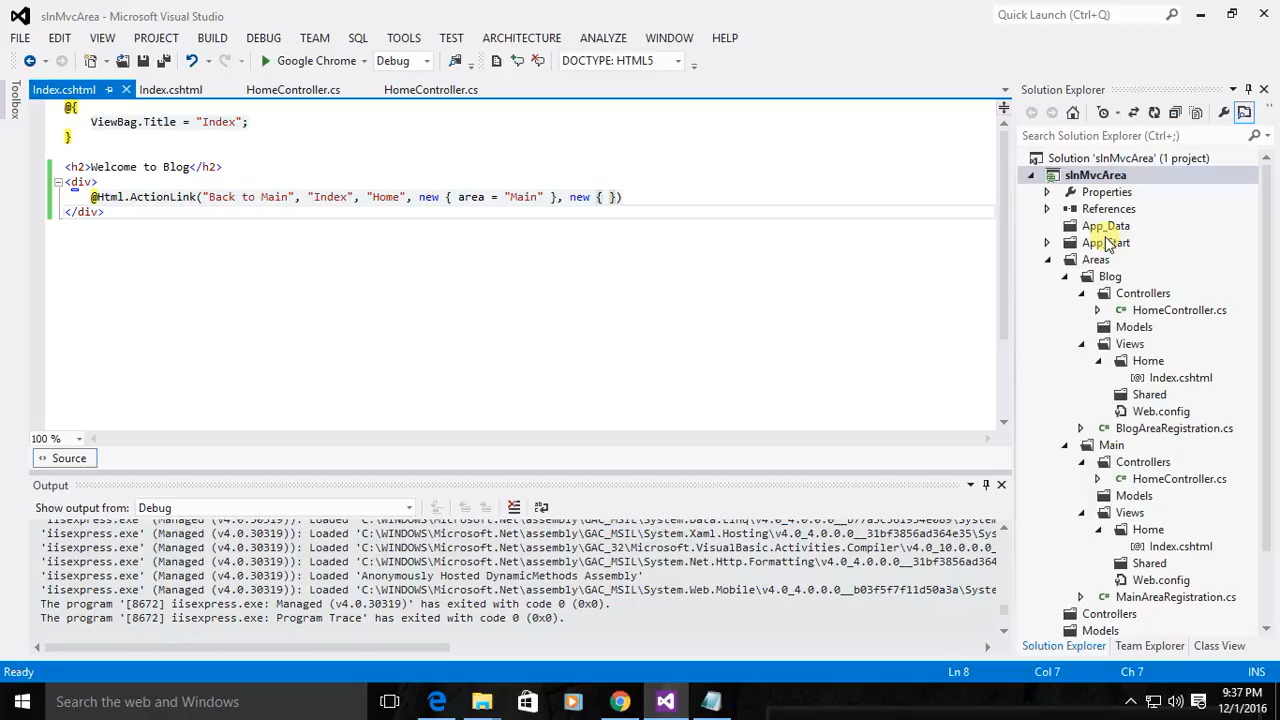 slnMvcArea - Microsoft Visual Studio
Quick Launch (Ctrl+Q)
FILE EDIT VIEW PROJECT BUILD DEBUG TEAM SQL TOOLS TEST ARCHITECTURE ANALYZE WINDOW HELP
Google Chrome Debug DOCTYPE: HTML5
Toolbox
Index.cshtml Index.cshtml HomeController.cs HomeController.cs
@{
ViewBag.Title = "Index";
}
<h2>Welcome to Blog</h2>
<div>
@Html.ActionLink("Back to Main", "Index", "Home", new { area = "Main" }, new { })
</div>
100 %
Source
Output
Show output from: Debug
'iisexpress.exe' (Managed (v4.0.30319)): Loaded
'iisexpress.exe' (Managed (v4.0.30319)): Loaded 'C:\WINDOWS\Microsoft.Net\assembly\GAC_MSIL\System.Xaml.Hosting\v4.0_4.0.0.0__31bf3856ad364e35\Syst
'iisexpress.exe' (Managed (v4.0.30319)): Loaded 'C:\WINDOWS\Microsoft.Net\assembly\GAC_32\Microsoft.VisualBasic.Activities.Compiler\v4.0_10.0.0.0_
'iisexpress.exe' (Managed (v4.0.30319)): Loaded 'C:\WINDOWS\Microsoft.Net\assembly\GAC_MSIL\System.Net.Http.Formatting\v4.0_4.0.0.0__31bf3856ad364
'iisexpress.exe' (Managed (v4.0.30319)): Loaded 'Anonymously Hosted DynamicMethods Assembly'
'iisexpress.exe' (Managed (v4.0.30319)): Loaded 'C:\WINDOWS\Microsoft.Net\assembly\GAC_MSIL\System.Web.Mobile\v4.0_4.0.0.0__b03f5f7f11d50a3a\Syste
The program '[8672] iisexpress.exe: Managed (v4.0.30319)' has exited with code 0 (0x0).
The program '[8672] iisexpress.exe: Program Trace' has exited with code 0 (0x0).
Solution Explorer
Search Solution Explorer (Ctrl+;)
Solution 'slnMvcArea' (1 project)
slnMvcArea
Properties
References
App_Data
App_Start
Areas
Blog
Controllers
HomeController.cs
Models
Views
Home
Index.cshtml
Shared
Web.config
BlogAreaRegistration.cs
Main
Controllers
HomeController.cs
Models
Views
Home
Index.cshtml
Shared
Web.config
MainAreaRegistration.cs
Controllers
Models
Solution Explorer Team Explorer Class View
Ready Ln 8 Col 7 Ch 7 INS
Search the web and Windows
9:37 PM
12/1/2016